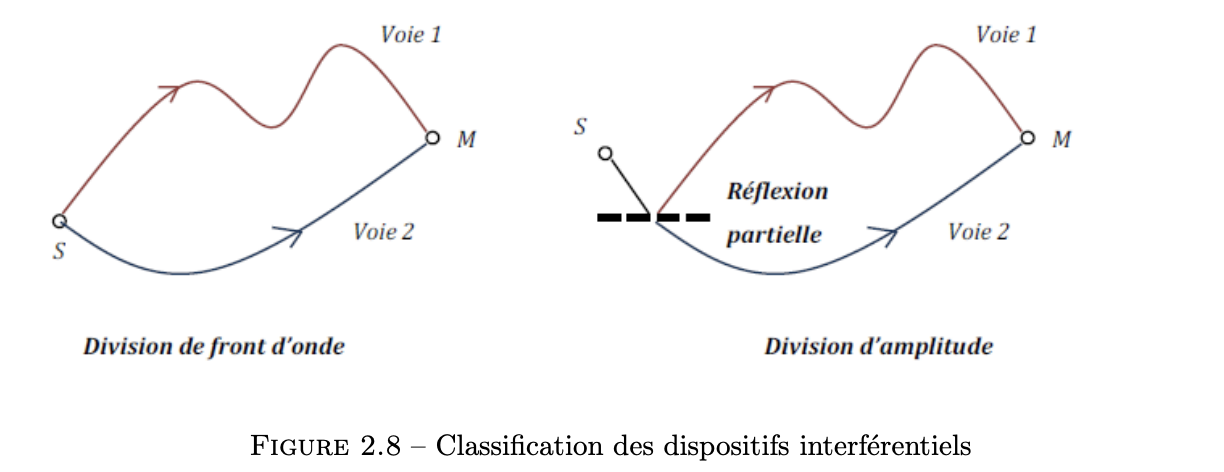 Voie 1
M
Voie 2
S
Division de front d'onde
Voie 1
S
M
Réflexion
partielle
Voie 2
Division d'amplitude
FIGURE 2.8 – Classification des dispositifs interférentiels